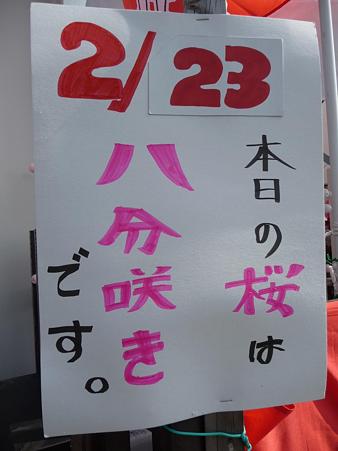 2/23
本日の桜は
八分咲き
です。